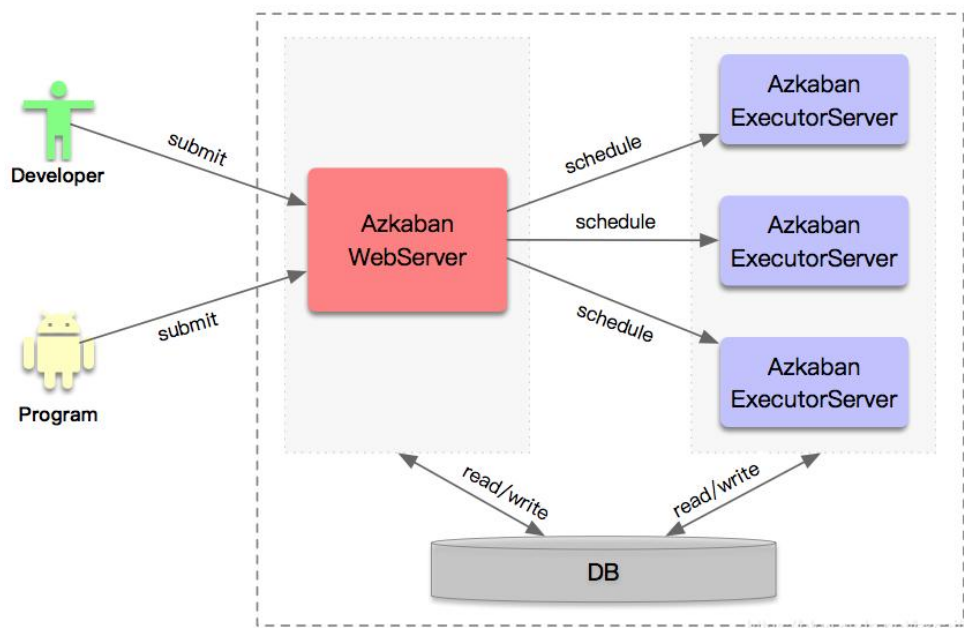 Developer
submit
Program
submit
Azkaban
WebServer
schedule
schedule
schedule
Azkaban
ExecutorServer
Azkaban
ExecutorServer
Azkaban
ExecutorServer
read/write
read/write
DB